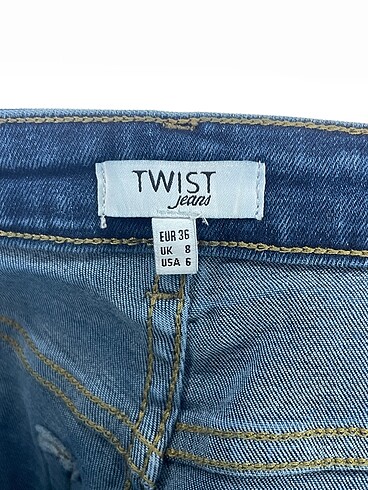 TWIST
jeans
EUR 36
UK 8
USA 6